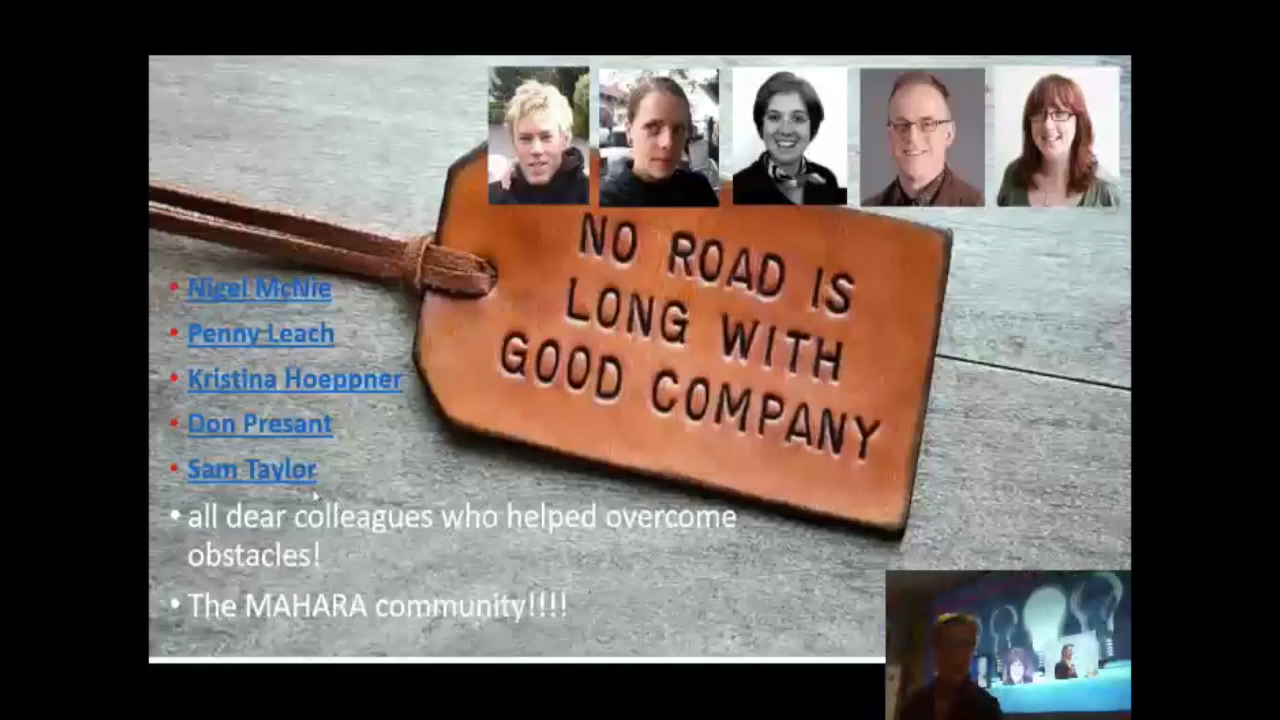 NO ROAD IS
LONG WITH
GOOD COMPANY
• Nigel McNie
• Penny Leach
• Kristina Hoeppner
• Don Presant
• Sam Taylor
• all dear colleagues who helped overcome
obstacles!
• The MAHARA community!!!!